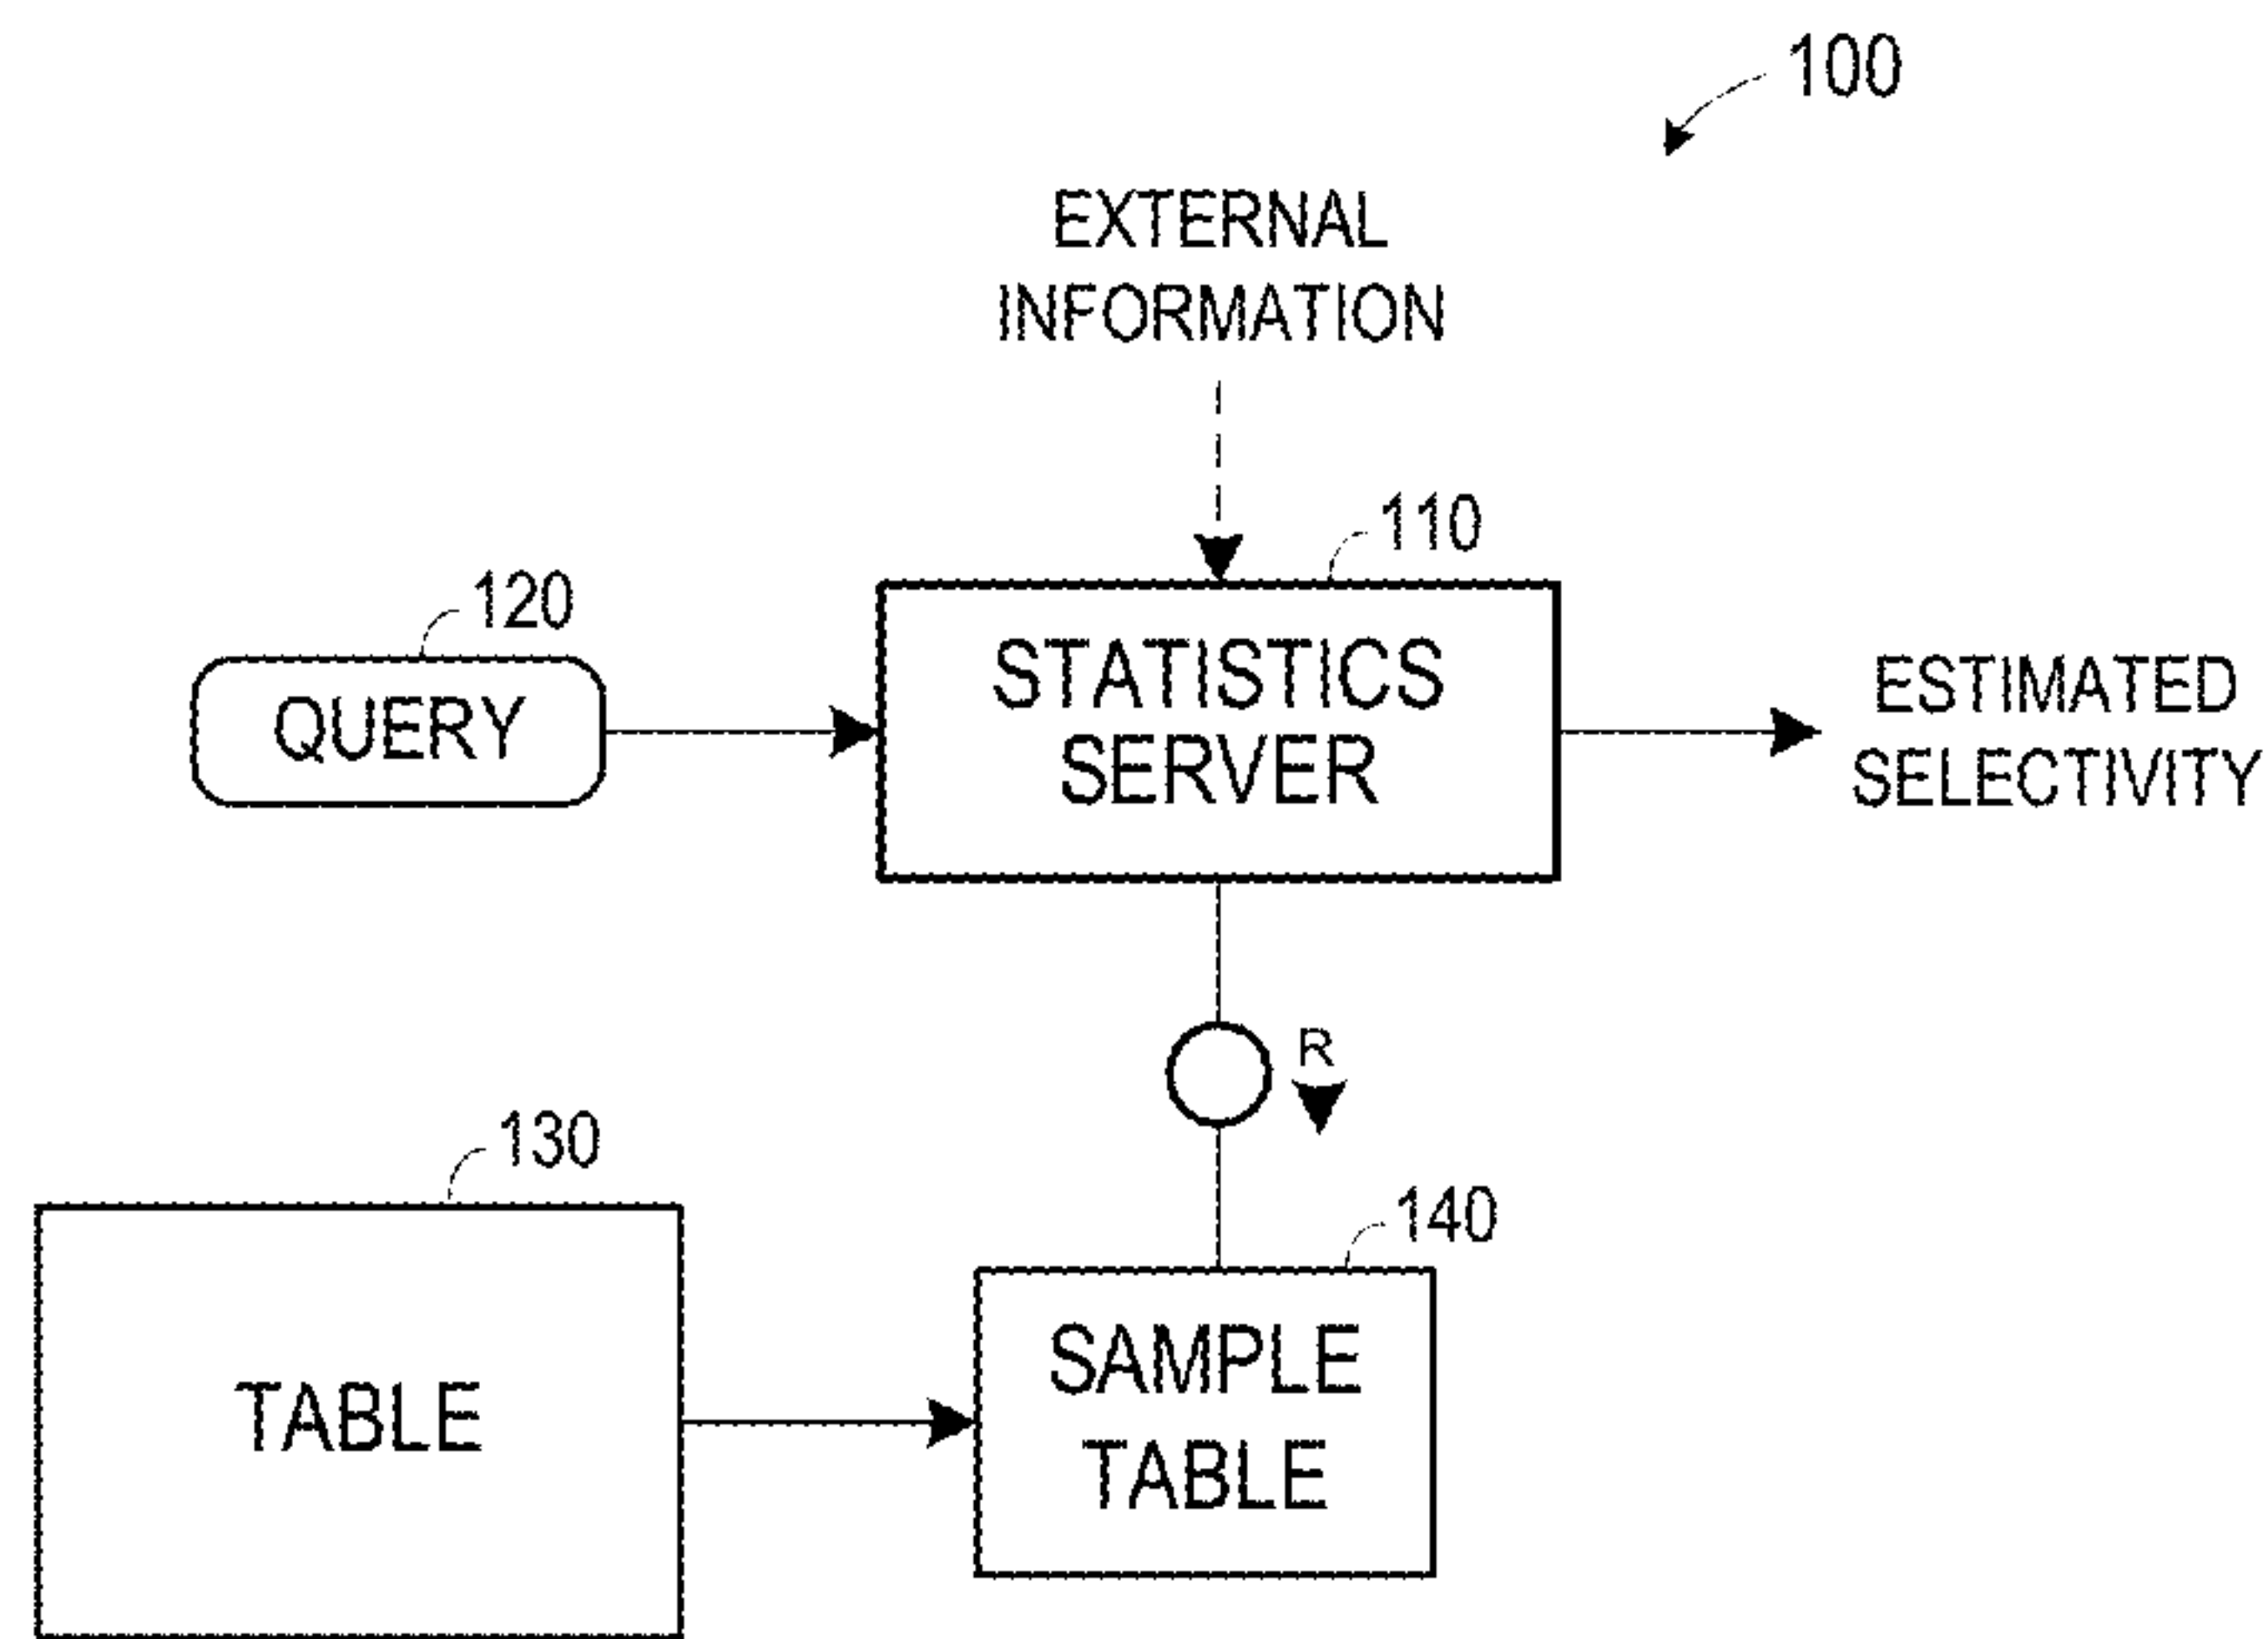 100
EXTERNAL
INFORMATION
110
120
STATISTICS
SERVER
QUERY
ESTIMATED
SELECTIVITY
R
130
140
TABLE
SAMPLE
TABLE